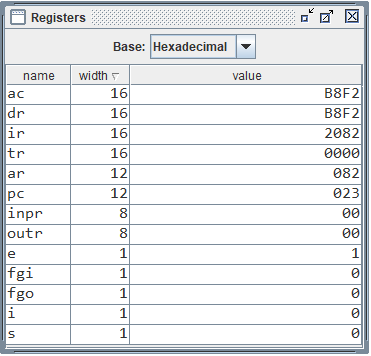 Registers
Base: Hexadecimal
name width value
ac 16 B8F2
dr 16 B8F2
ir 16 2082
tr 16 0000
ar 12 082
pc 12 023
inpr 8 00
outr 8 00
e 1 1
fgi 1 0
fgo 1 0
i 1 0
s 1 0